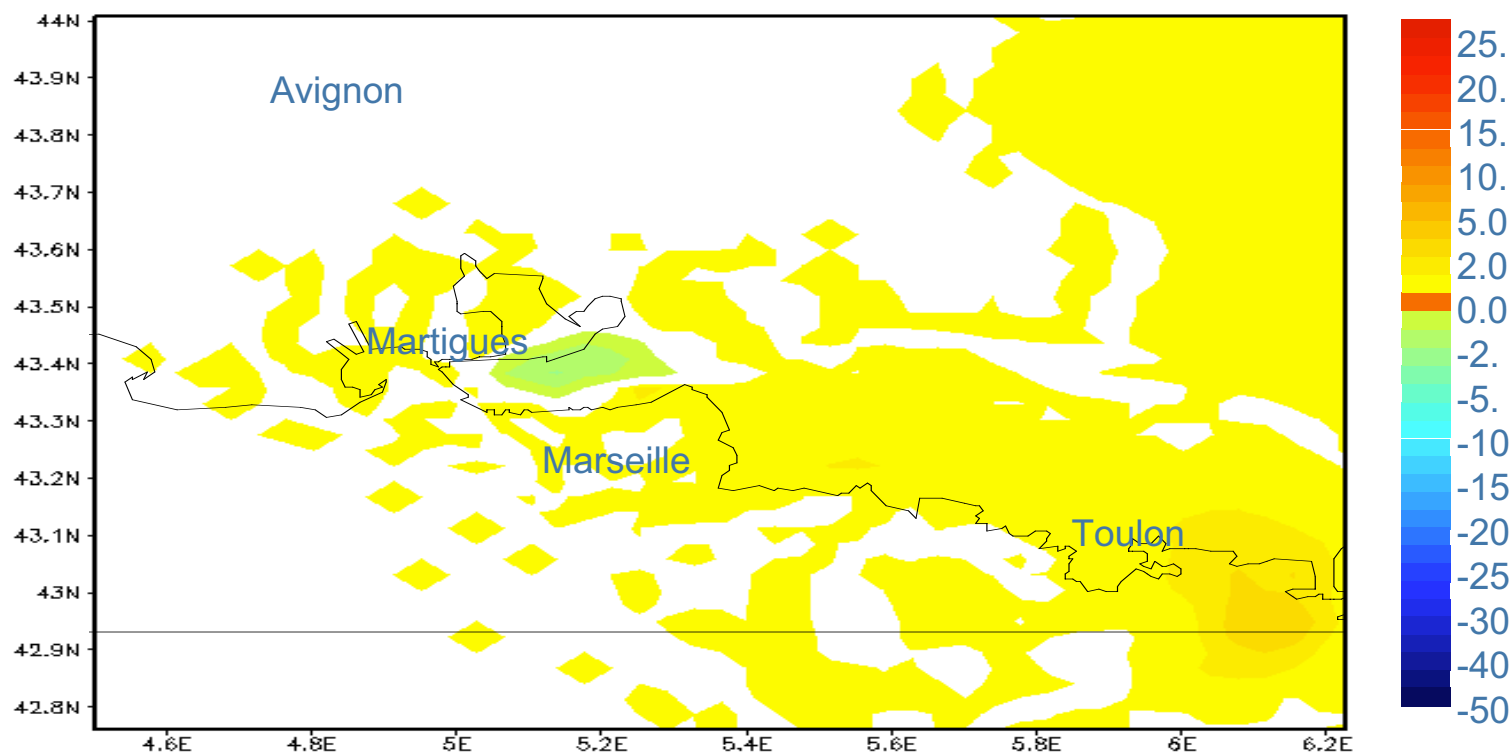 44N
43.9N
43.8N
43.7N
43.6N
43.5N
43.4N
43.3N
43.2N
43.1N
43N
42.9N
42.8N
4.6E 4.8E 5E 5.2E 5.4E 5.6E 5.8E 6E 6.2E
Avignon
Martigues
Marseille
Toulon
25.
20.
15.
10.
5.0
2.0
0.0
-2.
-5.
-10
-15
-20
-25
-30
-40
-50